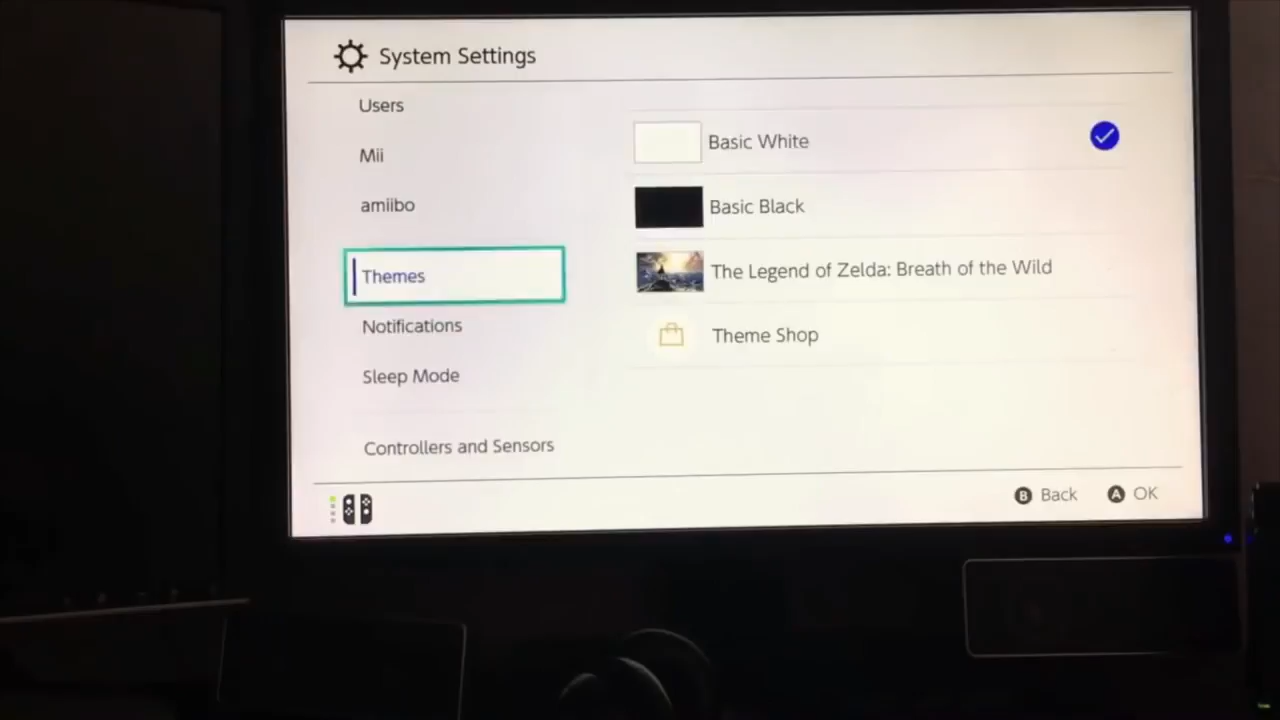 System Settings
Users
Mii
amiibo
Themes
Notifications
Sleep Mode
Controllers and Sensors
Basic White
Basic Black
The Legend of Zelda: Breath of the Wild
Theme Shop
B Back A OK